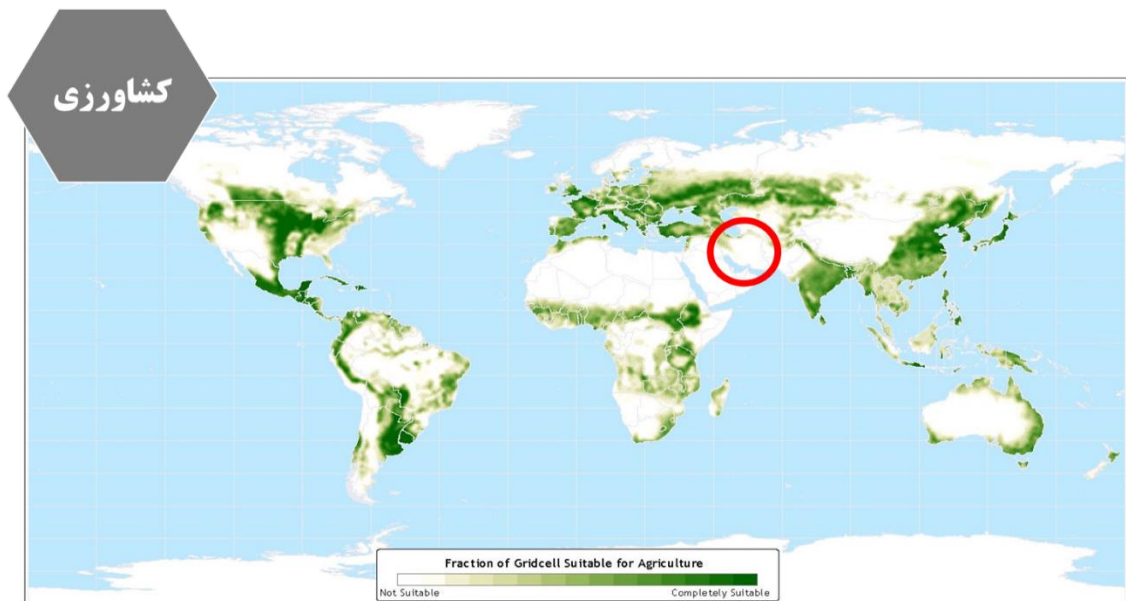 کشاورزی
Fraction of Gridcell Suitable for Agriculture
Not Suitable
Completely Suitable